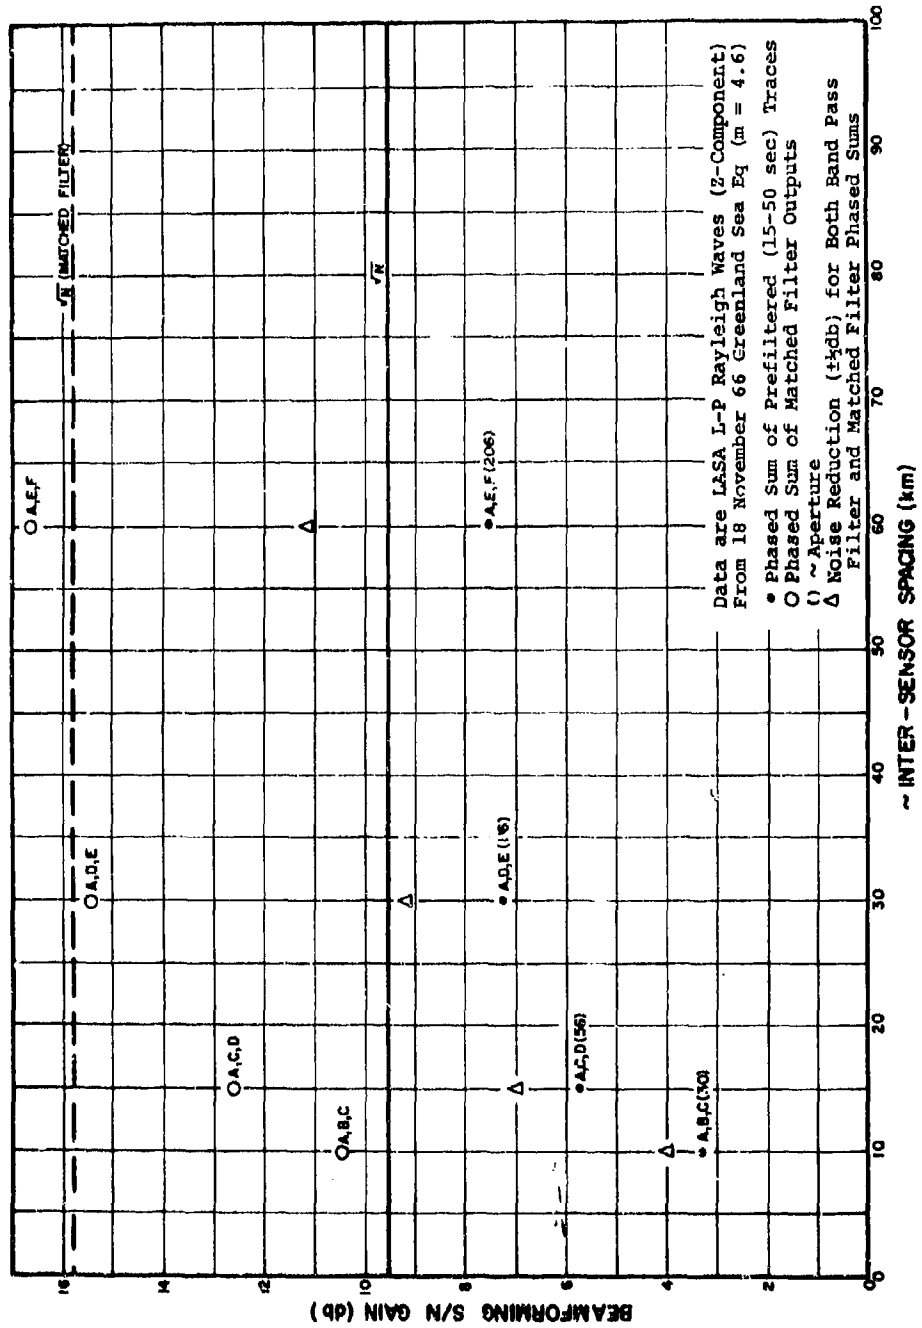 BEAMFORMING S/N GAIN (db)
16
14
12
10
8
6
4
2
0
√N (MATCHED FILTER)
√N
A,B,C
A,C,D
A,D,E
A,E,F
A,B,C(30)
A,C,D(56)
A,E,F(206)
Data are LASA L-P Rayleigh Waves (Z-Component)
From 18 November 66 Greenland Sea Eq (m = 4.6)
• Phased Sum of Prefiltered (15-50 sec) Traces
O Phased Sum of Matched Filter Outputs
() ~ Aperture
Δ Noise Reduction (±½db) for Both Band Pass
Filter and Matched Filter Phased Sums
10
20
30
40
50
60
70
80
90
100
~ INTER-SENSOR SPACING (km)